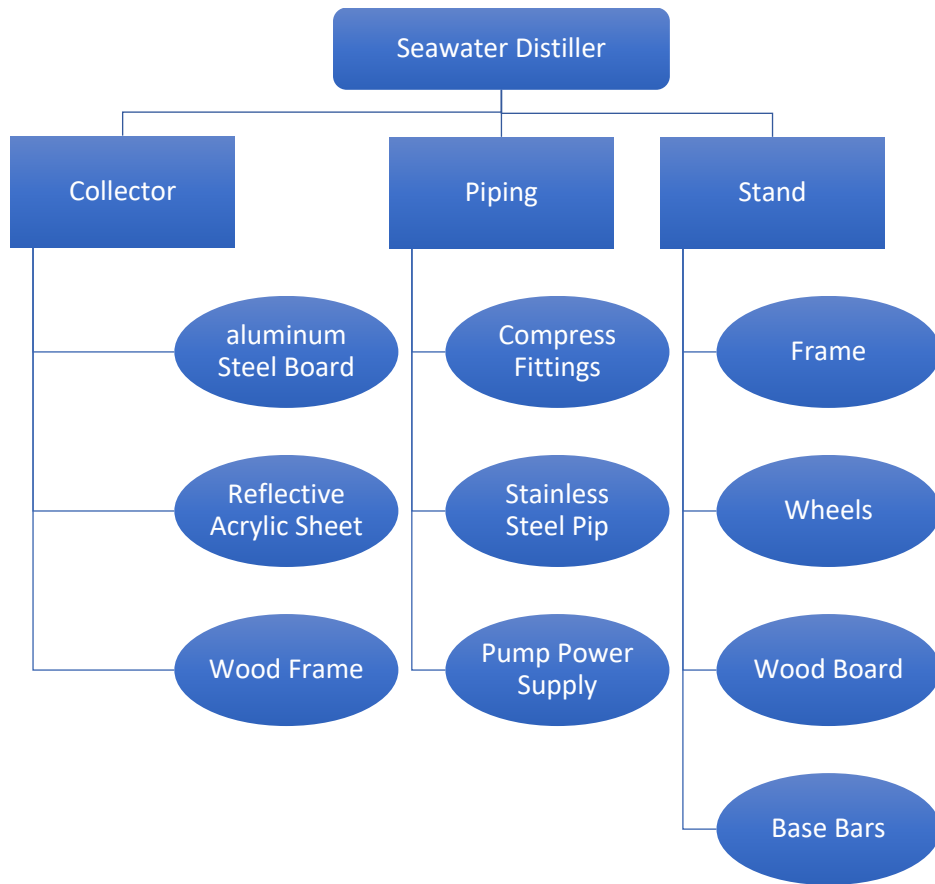 Seawater Distiller
Collector
Piping
Stand
aluminum
Steel Board
Compress
Fittings
Frame
Reflective
Acrylic Sheet
Stainless
Steel Pip
Wheels
Wood Frame
Pump Power
Supply
Wood Board
Base Bars